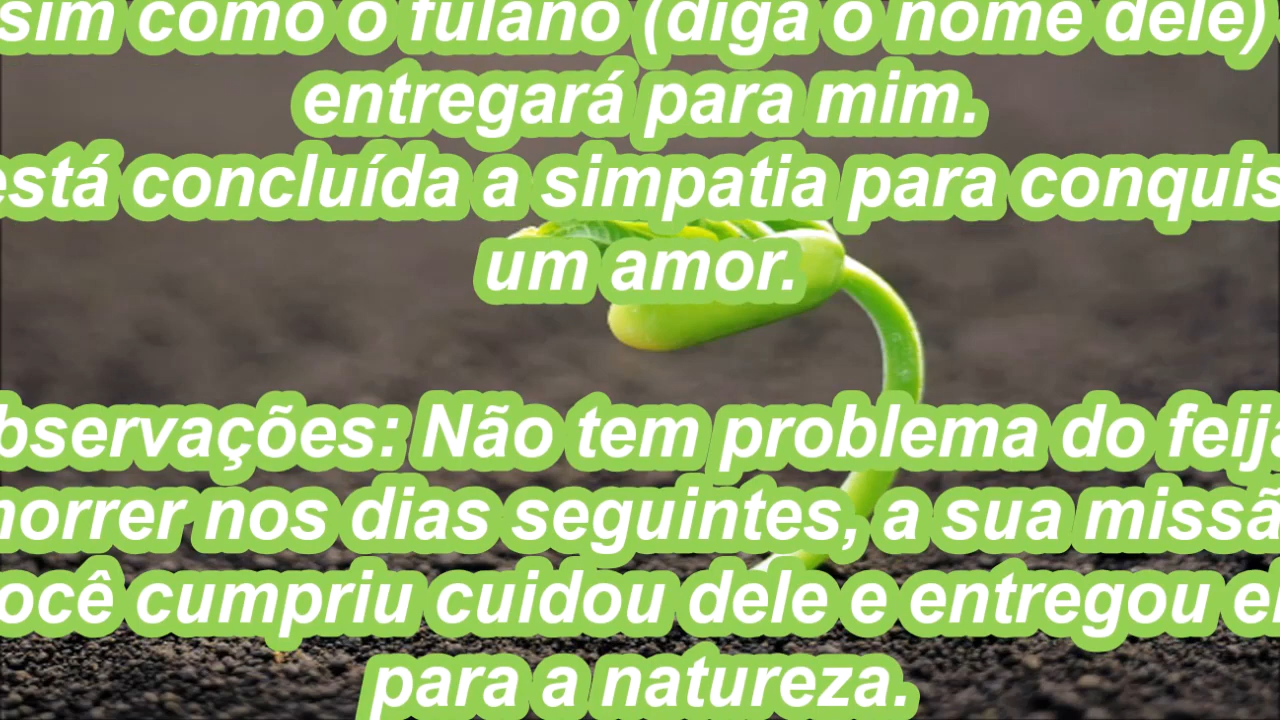 sim como o fulano (diga o nome dele)
entregará para mim.
está concluída a simpatia para conquis
um amor.
bservações: Não tem problema do feijã
morrer nos dias seguintes, a sua missã
ocê cumpriu cuidou dele e entregou el
para a natureza.